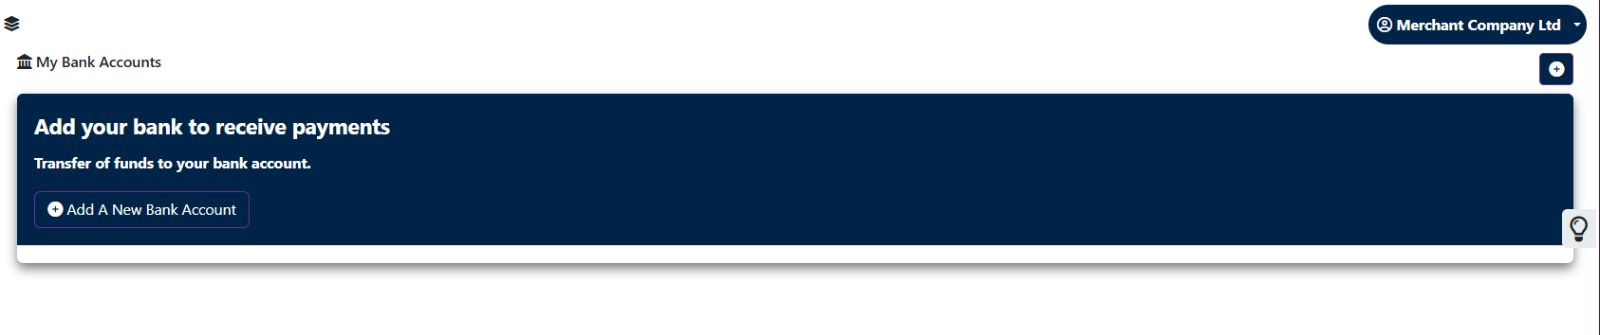 Merchant Company Ltd
My Bank Accounts
Add your bank to receive payments
Transfer of funds to your bank account.
Add A New Bank Account